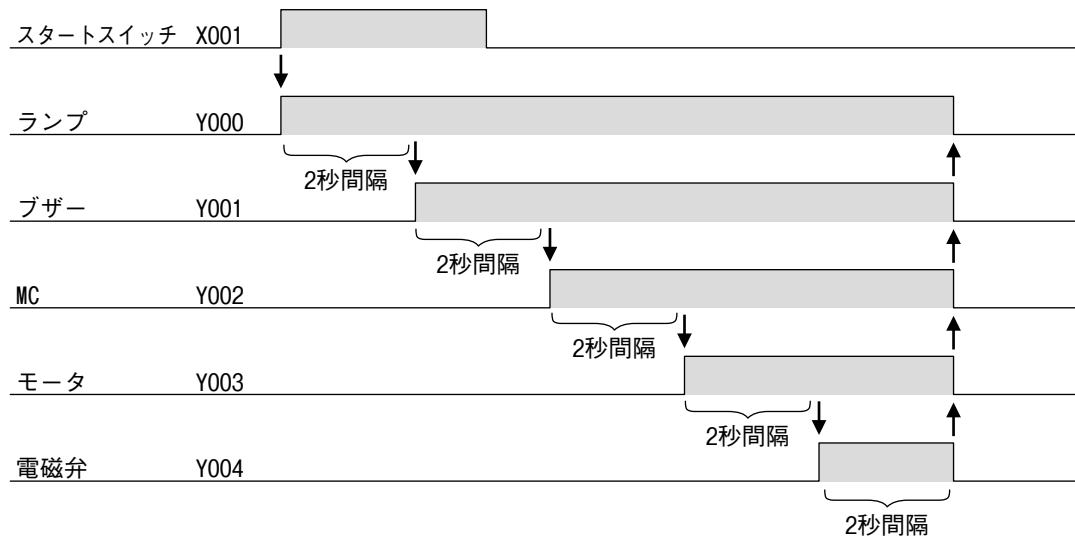 スタートスイッチ X001
ランプ Y000
2秒間隔
ブザー Y001
2秒間隔
MC Y002
2秒間隔
モータ Y003
2秒間隔
電磁弁 Y004
2秒間隔